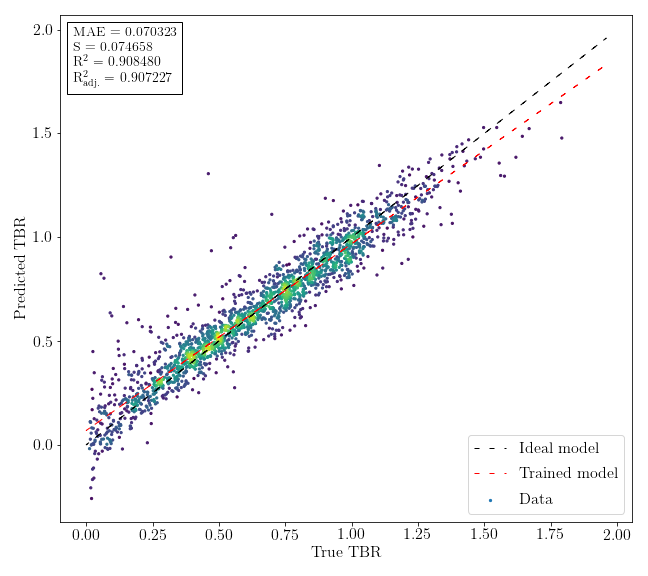 MAE = 0.070323
S = 0.074658
R² = 0.908480
R²adj. = 0.907227
2.0
1.5
1.0
0.5
0.0
Predicted TBR
Ideal model
Trained model
Data
0.00 0.25 0.50 0.75 1.00 1.25 1.50 1.75 2.00
True TBR